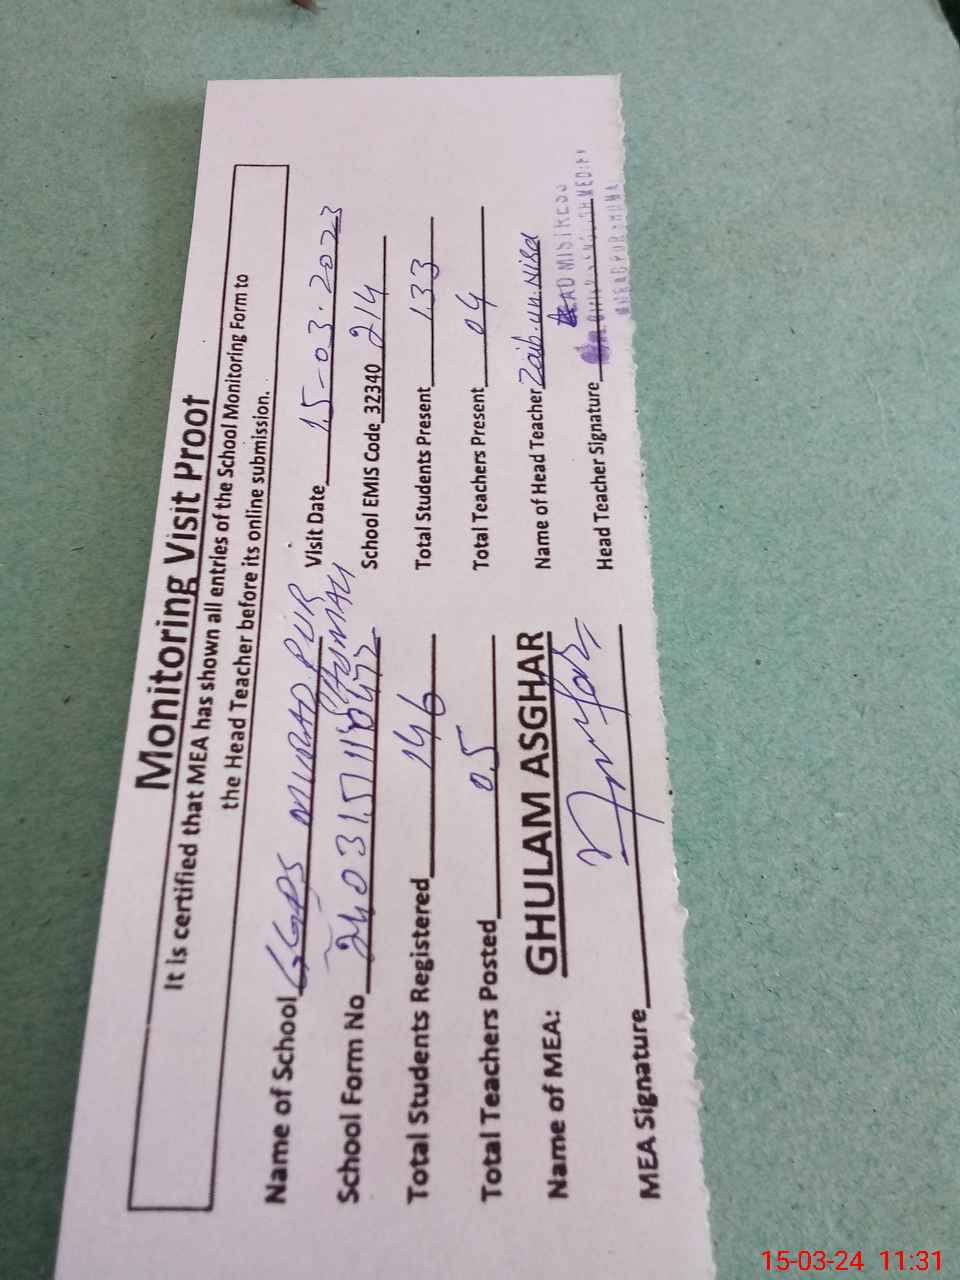 Monitoring Visit Proof
It is certified that MEA has shown all entries of the School Monitoring Form to
the Head Teacher before its online submission.
Name of School GGPS MURAD PUR Visit Date 15-03-2023
School Form No School EMIS Code 32340 214
Total Students Registered 146 Total Students Present 133
Total Teachers Posted 05 Total Teachers Present 04
Name of MEA: GHULAM ASGHAR Name of Head Teacher Zaib-un-Nisa
MEA Signature Head Teacher Signature
HEAD MISTRESS
15-03-24 11:31